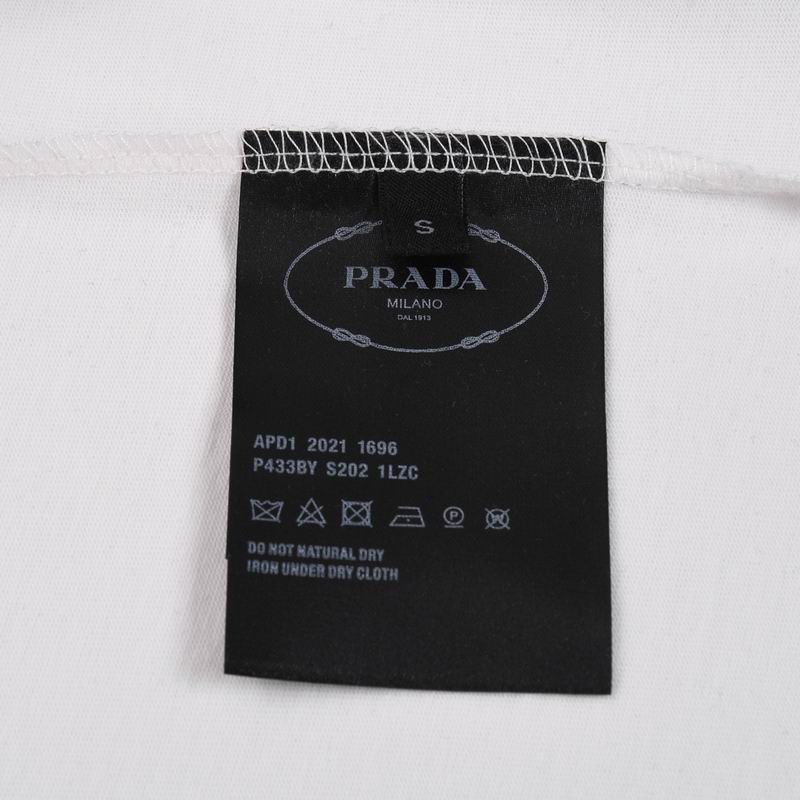 S
PRADA
MILANO
DAL 1913
APD1 2021 1696
P433BY S202 1LZC
P W
DO NOT NATURAL DRY
IRON UNDER DRY CLOTH